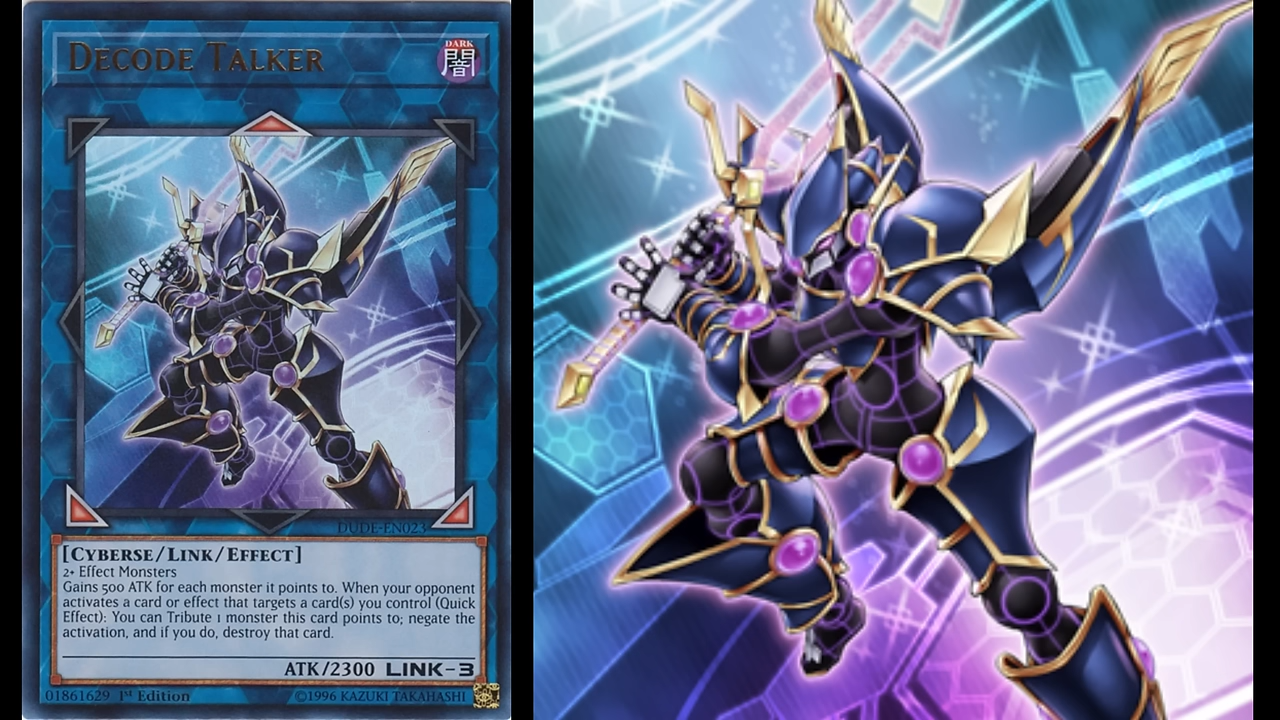 DECODE TALKER
DARK
闇
DUDE-EN023
[CYBERSE/LINK/EFFECT]
2+ Effect Monsters
Gains 500 ATK for each monster it points to. When your opponent
activates a card or effect that targets a card(s) you control (Quick
Effect): You can Tribute 1 monster this card points to; negate the
activation, and if you do, destroy that card.
ATK/2300 LINK-3
01861629 1st Edition ©1996 KAZUKI TAKAHASHI